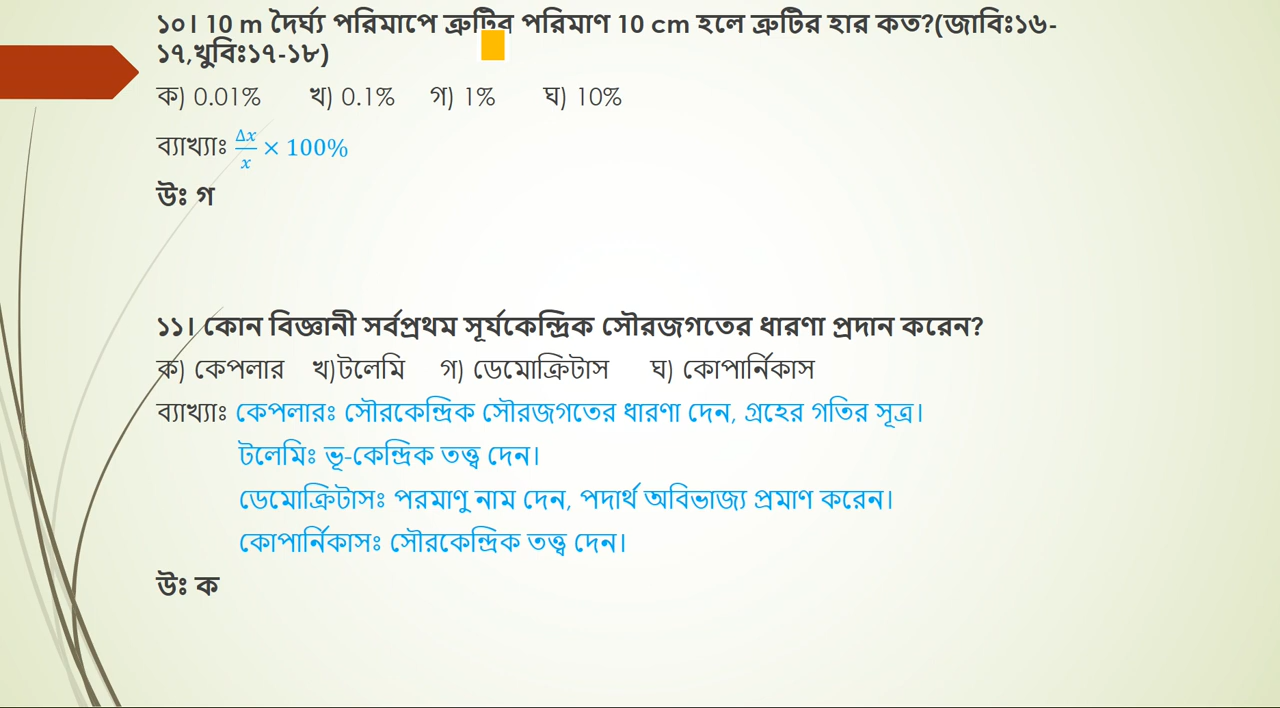 ১০। 10 m দৈর্ঘ্য পরিমাপে ত্রুটির পরিমাণ 10 cm হলে ত্রুটির হার কত?(জাবিঃ১৬-
১৭,খুবিঃ১৭-১৮)
ক) 0.01% খ) 0.1% গ) 1% ঘ) 10%
ব্যাখ্যাঃ Δx/x × 100%
উঃ গ
১১। কোন বিজ্ঞানী সর্বপ্রথম সূর্যকেন্দ্রিক সৌরজগতের ধারণা প্রদান করেন?
ক) কেপলার খ)টলেমি গ) ডেমোক্রিটাস ঘ) কোপার্নিকাস
ব্যাখ্যাঃ কেপলারঃ সৌরকেন্দ্রিক সৌরজগতের ধারণা দেন, গ্রহের গতির সূত্র।
টলেমিঃ ভূ-কেন্দ্রিক তত্ত্ব দেন।
ডেমোক্রিটাসঃ পরমাণু নাম দেন, পদার্থ অবিভাজ্য প্রমাণ করেন।
কোপার্নিকাসঃ সৌরকেন্দ্রিক তত্ত্ব দেন।
উঃ ক